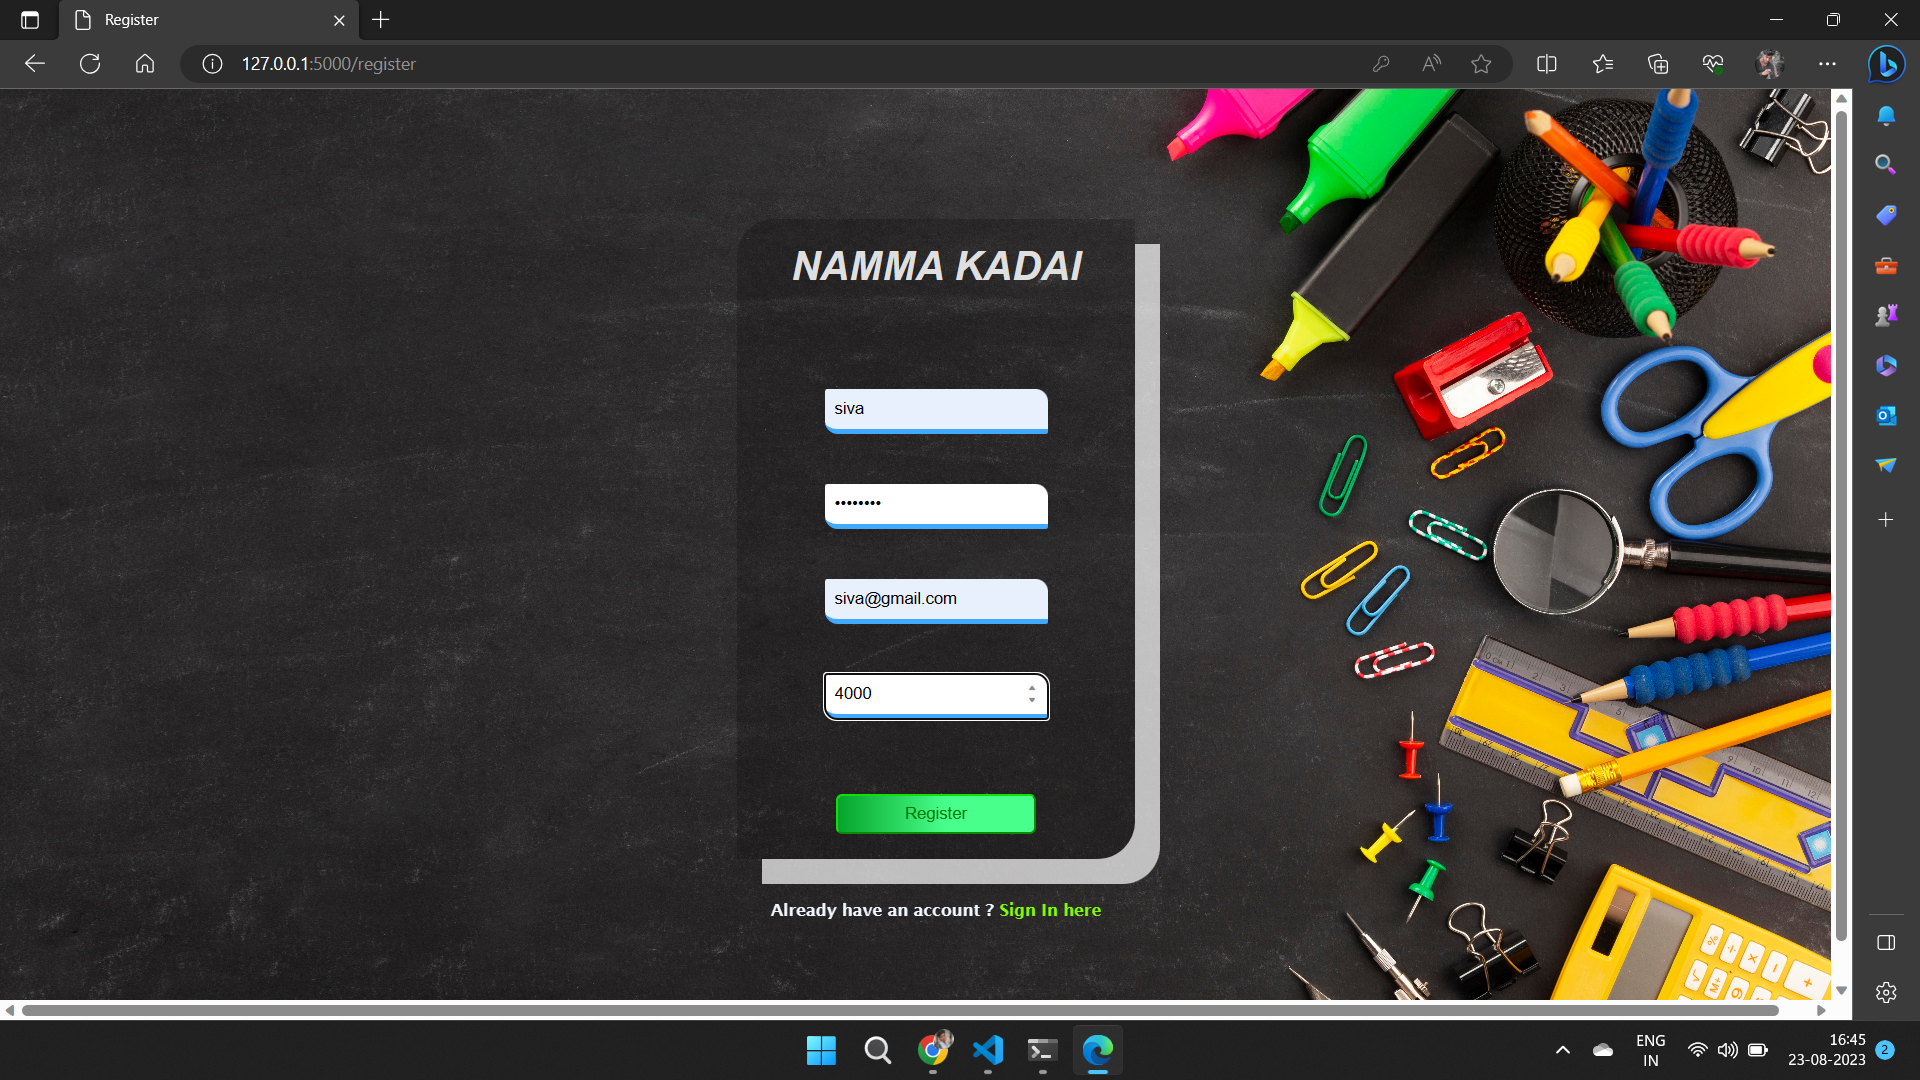 Register
127.0.0.1:5000/register
NAMMA KADAI
siva
••••••••
siva@gmail.com
4000
Register
Already have an account ? Sign In here
ENG
IN
16:45
23-08-2023
2